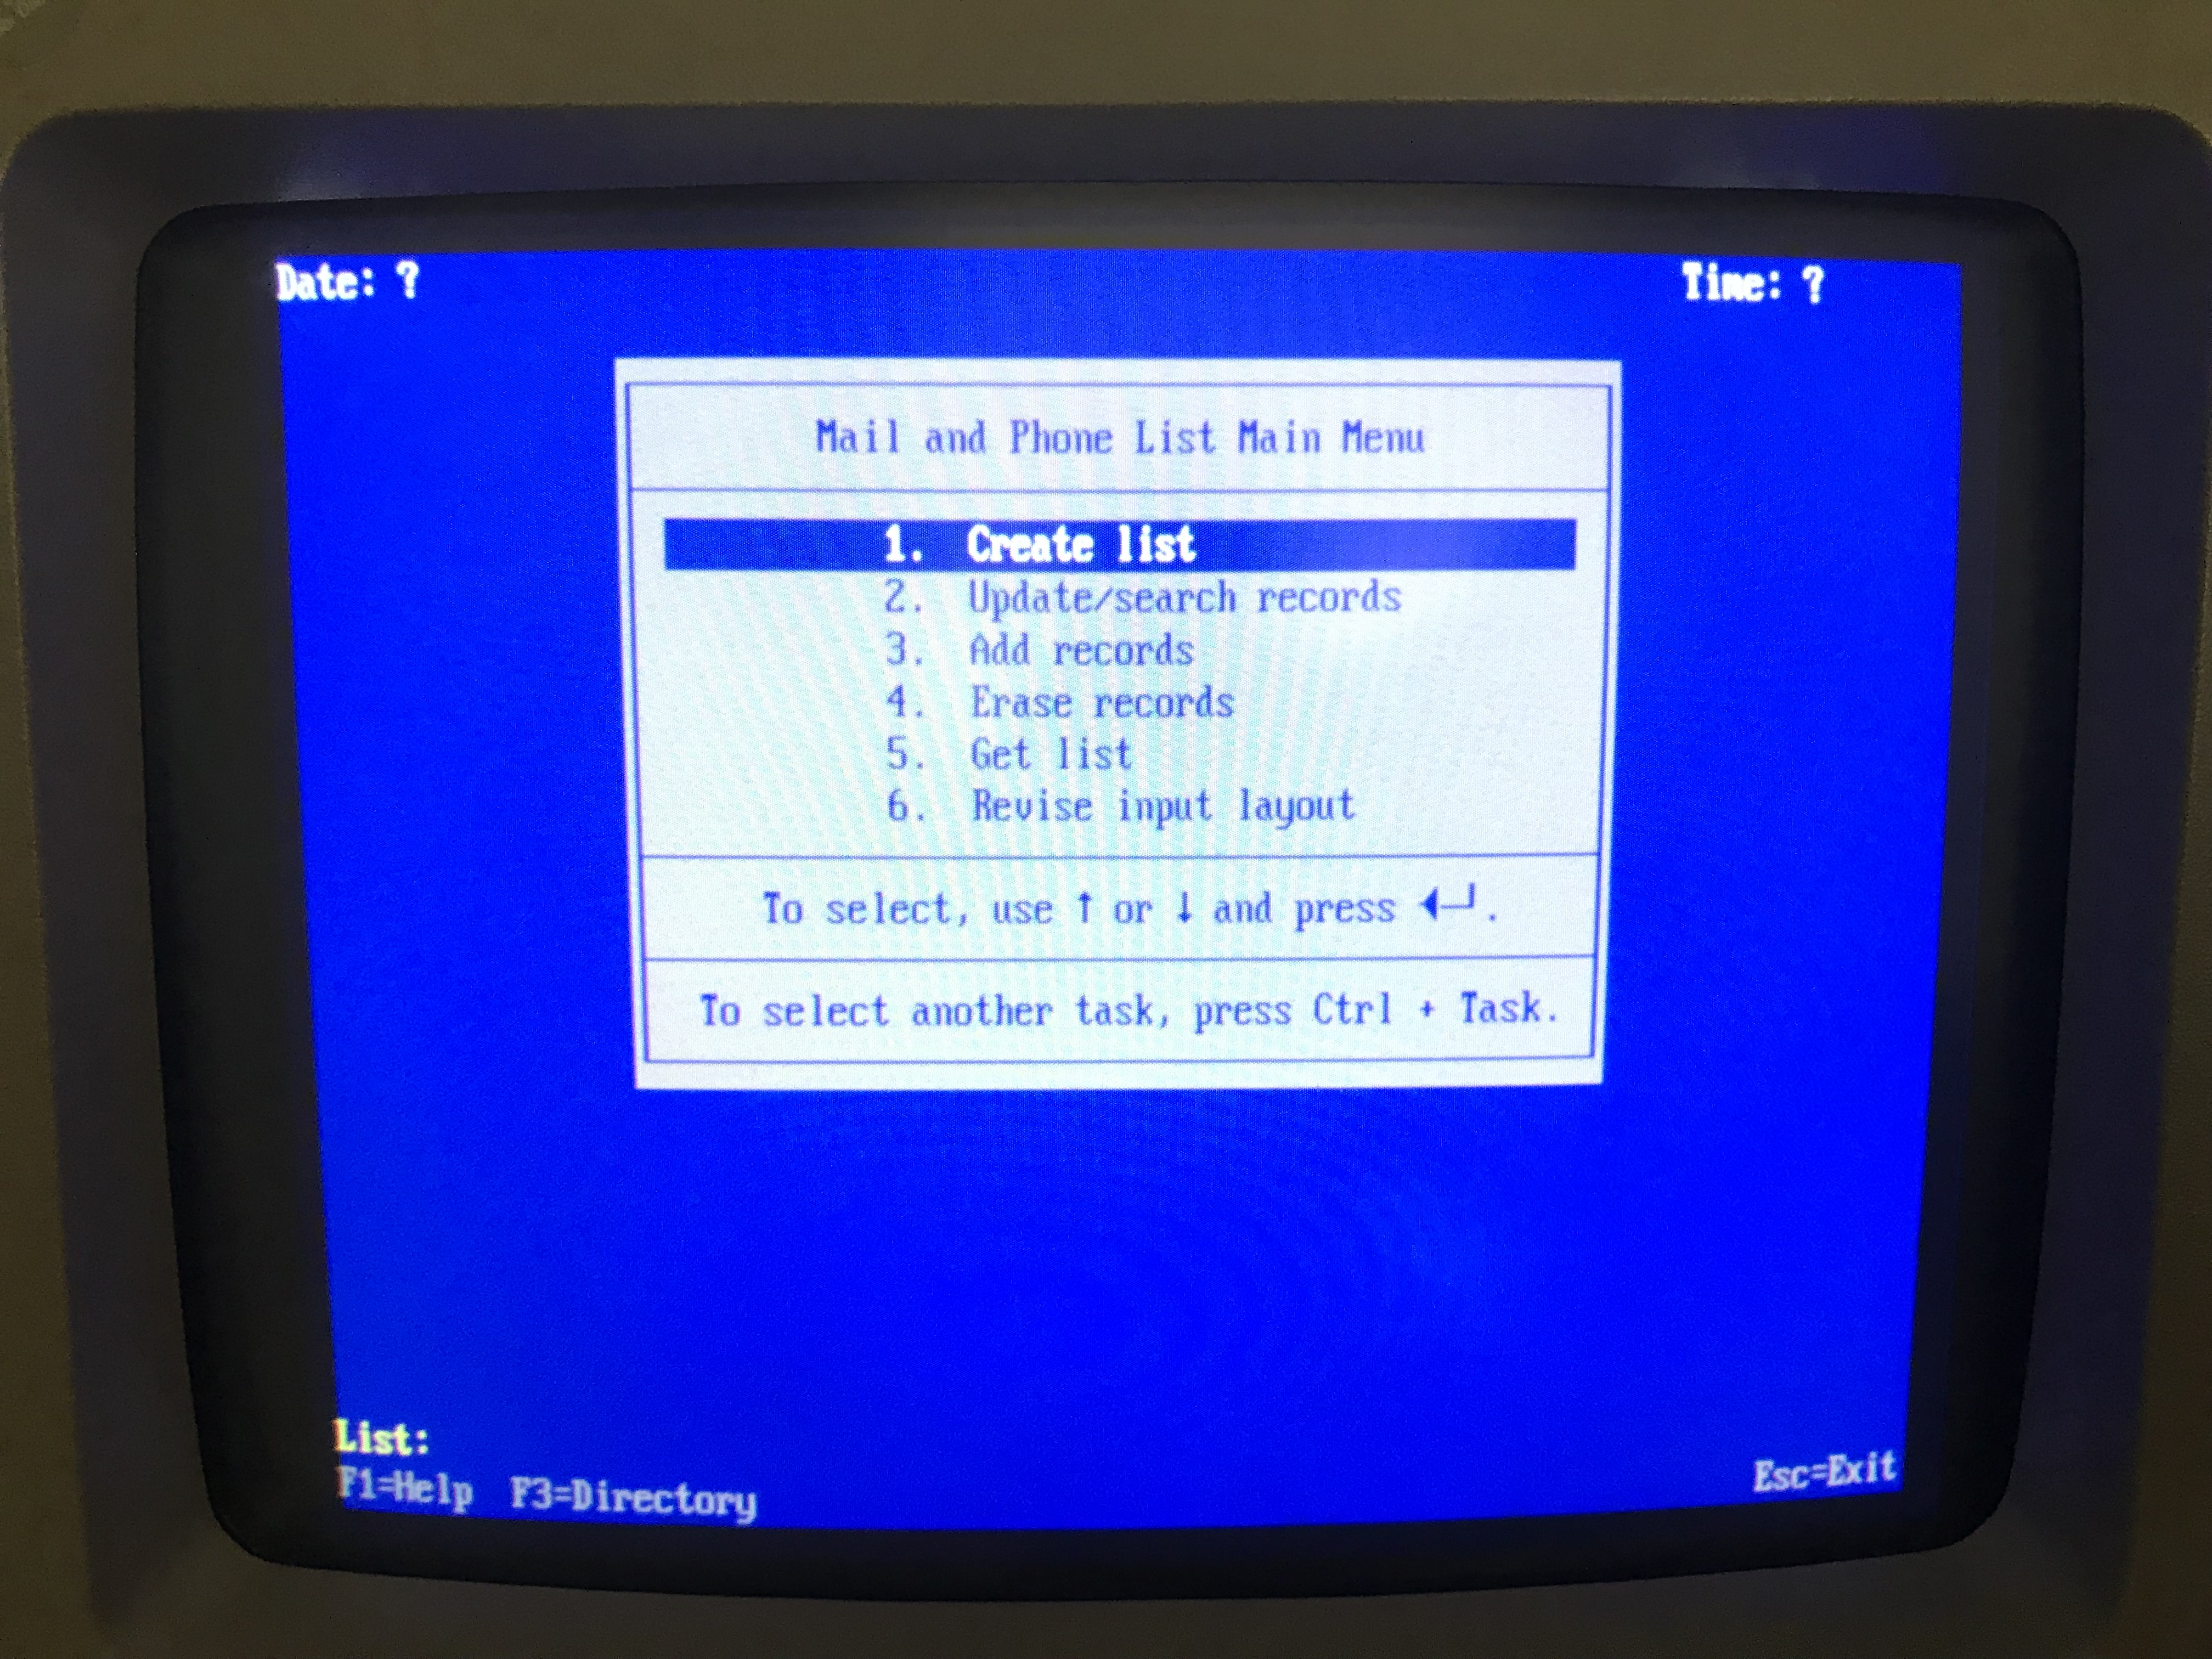 Date: ? Time: ?
Mail and Phone List Main Menu
1. Create list
2. Update/search records
3. Add records
4. Erase records
5. Get list
6. Revise input layout
To select, use ↑ or ↓ and press ◄─┘.
To select another task, press Ctrl + Task.
List:
F1=Help F3=Directory Esc=Exit